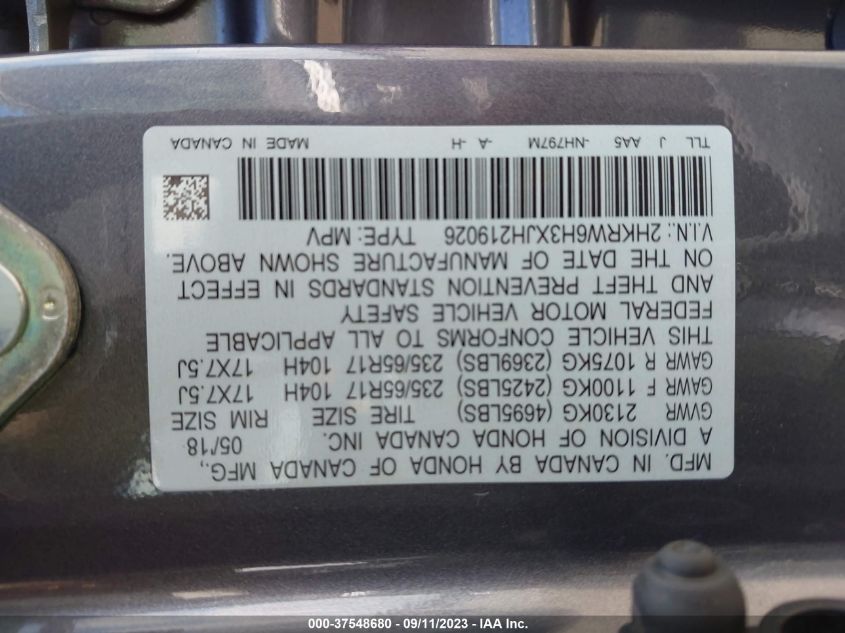 MFD. IN CANADA BY HONDA OF CANADA MFG.,
A DIVISION OF HONDA CANADA INC. 05/18
GVWR 2130KG (4695LBS) TIRE SIZE RIM SIZE
GAWR F 1100KG (2425LBS) 235/65R17 104H 17X7.5J
GAWR R 1075KG (2369LBS) 235/65R17 104H 17X7.5J
THIS VEHICLE CONFORMS TO ALL APPLICABLE
FEDERAL MOTOR VEHICLE SAFETY
AND THEFT PREVENTION STANDARDS IN EFFECT
ON THE DATE OF MANUFACTURE SHOWN ABOVE.
V.I.N: 2HKRW6H3XJH219026 TYPE: MPV
TLL J AA5 -NH797M -A -H MADE IN CANADA
000-37548680 - 09/11/2023 - IAA Inc.